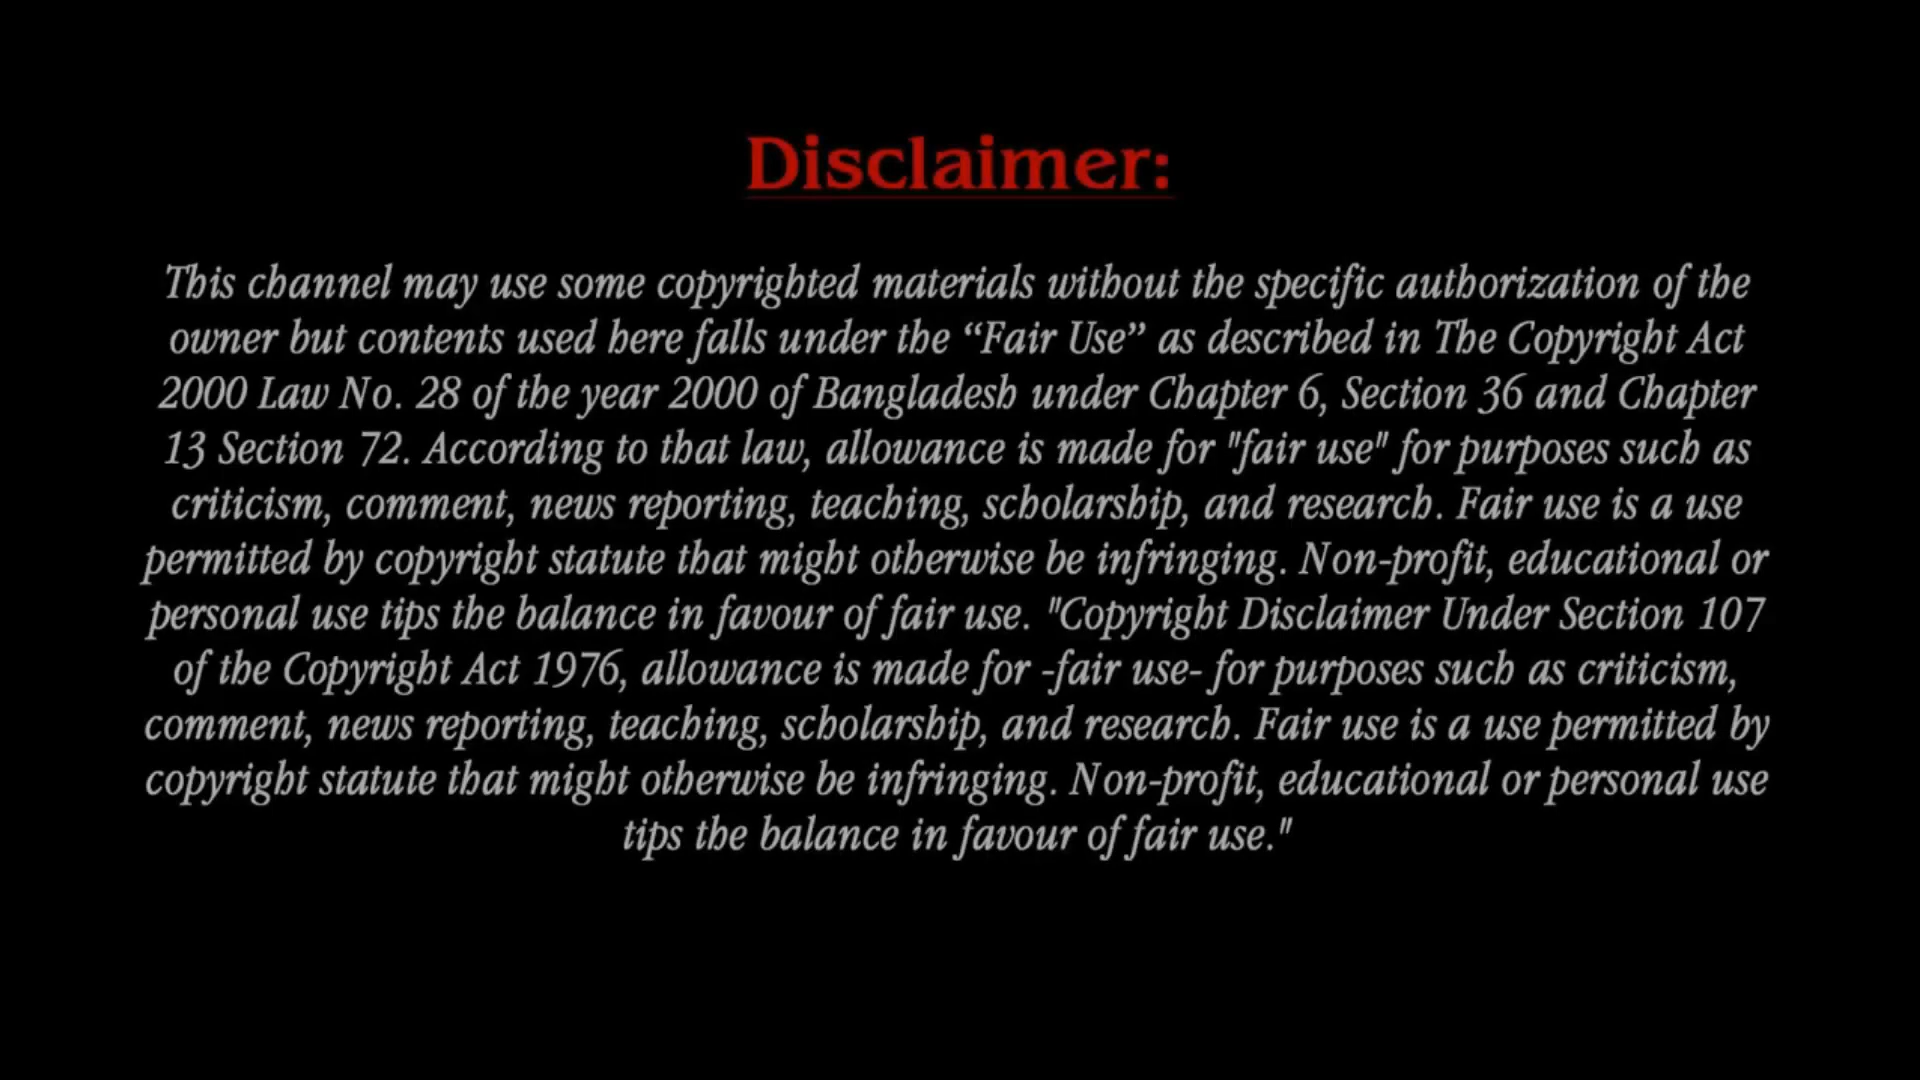 Disclaimer:
This channel may use some copyrighted materials without the specific authorization of the
owner but contents used here falls under the “Fair Use” as described in The Copyright Act
2000 Law No. 28 of the year 2000 of Bangladesh under Chapter 6, Section 36 and Chapter
13 Section 72. According to that law, allowance is made for "fair use" for purposes such as
criticism, comment, news reporting, teaching, scholarship, and research. Fair use is a use
permitted by copyright statute that might otherwise be infringing. Non-profit, educational or
personal use tips the balance in favour of fair use. "Copyright Disclaimer Under Section 107
of the Copyright Act 1976, allowance is made for -fair use- for purposes such as criticism,
comment, news reporting, teaching, scholarship, and research. Fair use is a use permitted by
copyright statute that might otherwise be infringing. Non-profit, educational or personal use
tips the balance in favour of fair use."